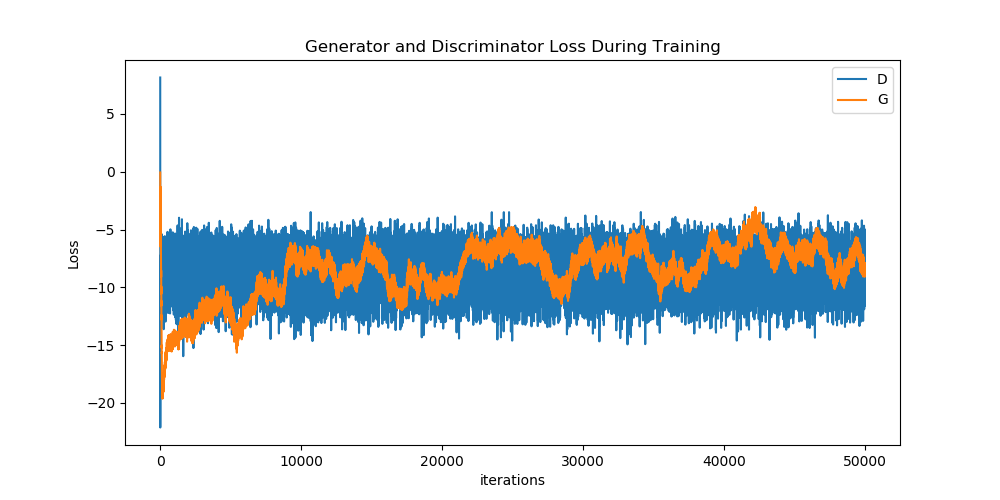 Generator and Discriminator Loss During Training
D
G
5
0
−5
−10
−15
−20
Loss
0
10000
20000
30000
40000
50000
iterations